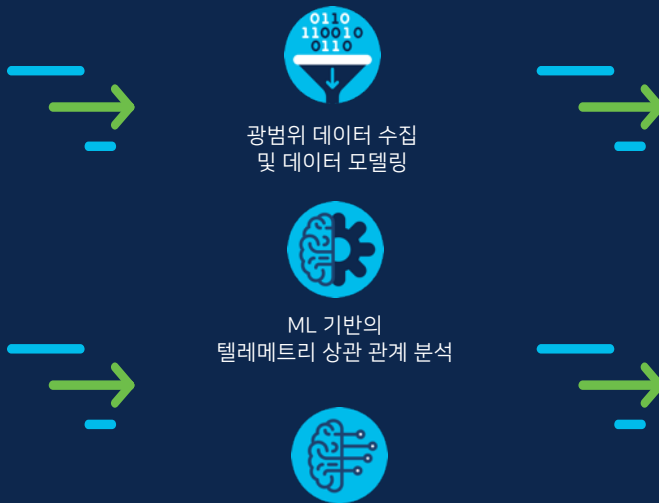 0110
110010
0110
광범위 데이터 수집
및 데이터 모델링
ML 기반의
텔레메트리 상관 관계 분석